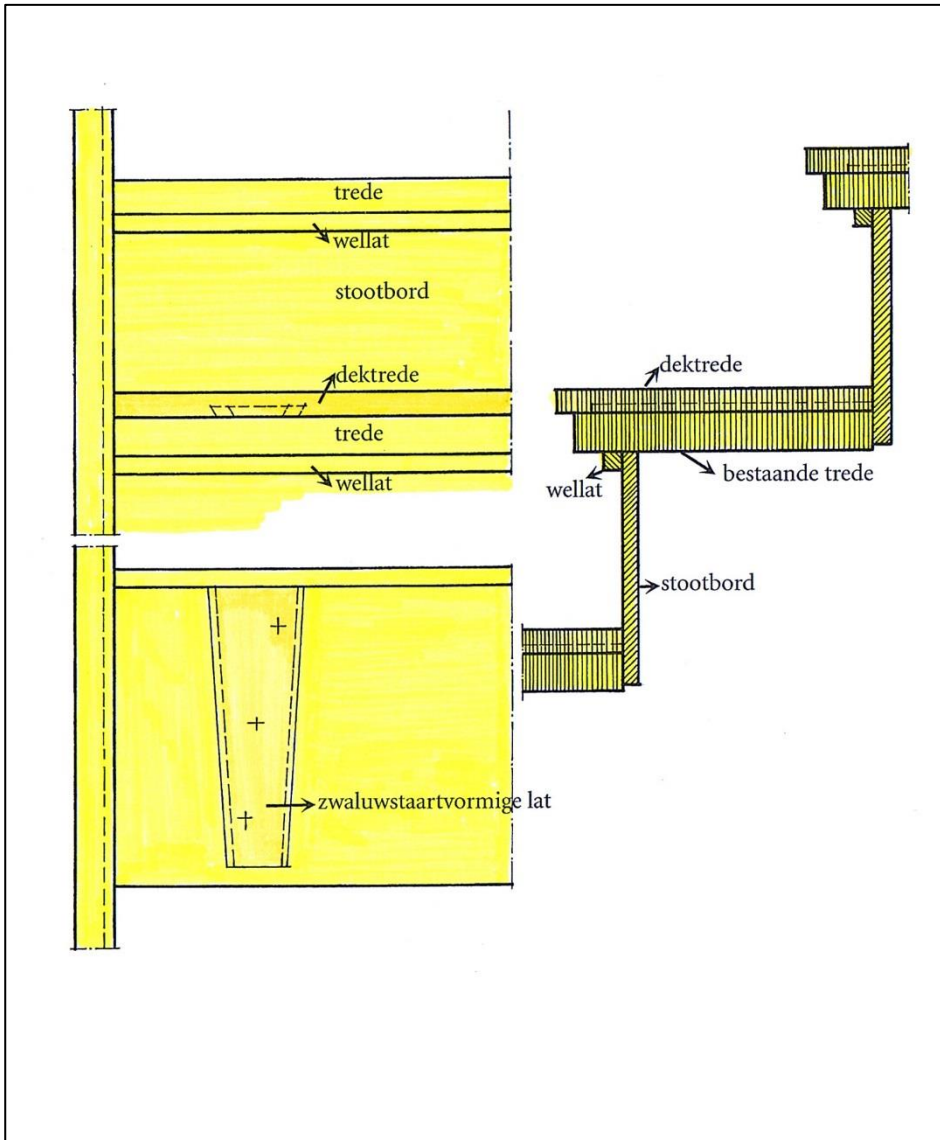 trede
wellat
stootbord
dektrede
trede
wellat
zwaluwstaartvormige lat
dektrede
wellat
bestaande trede
stootbord